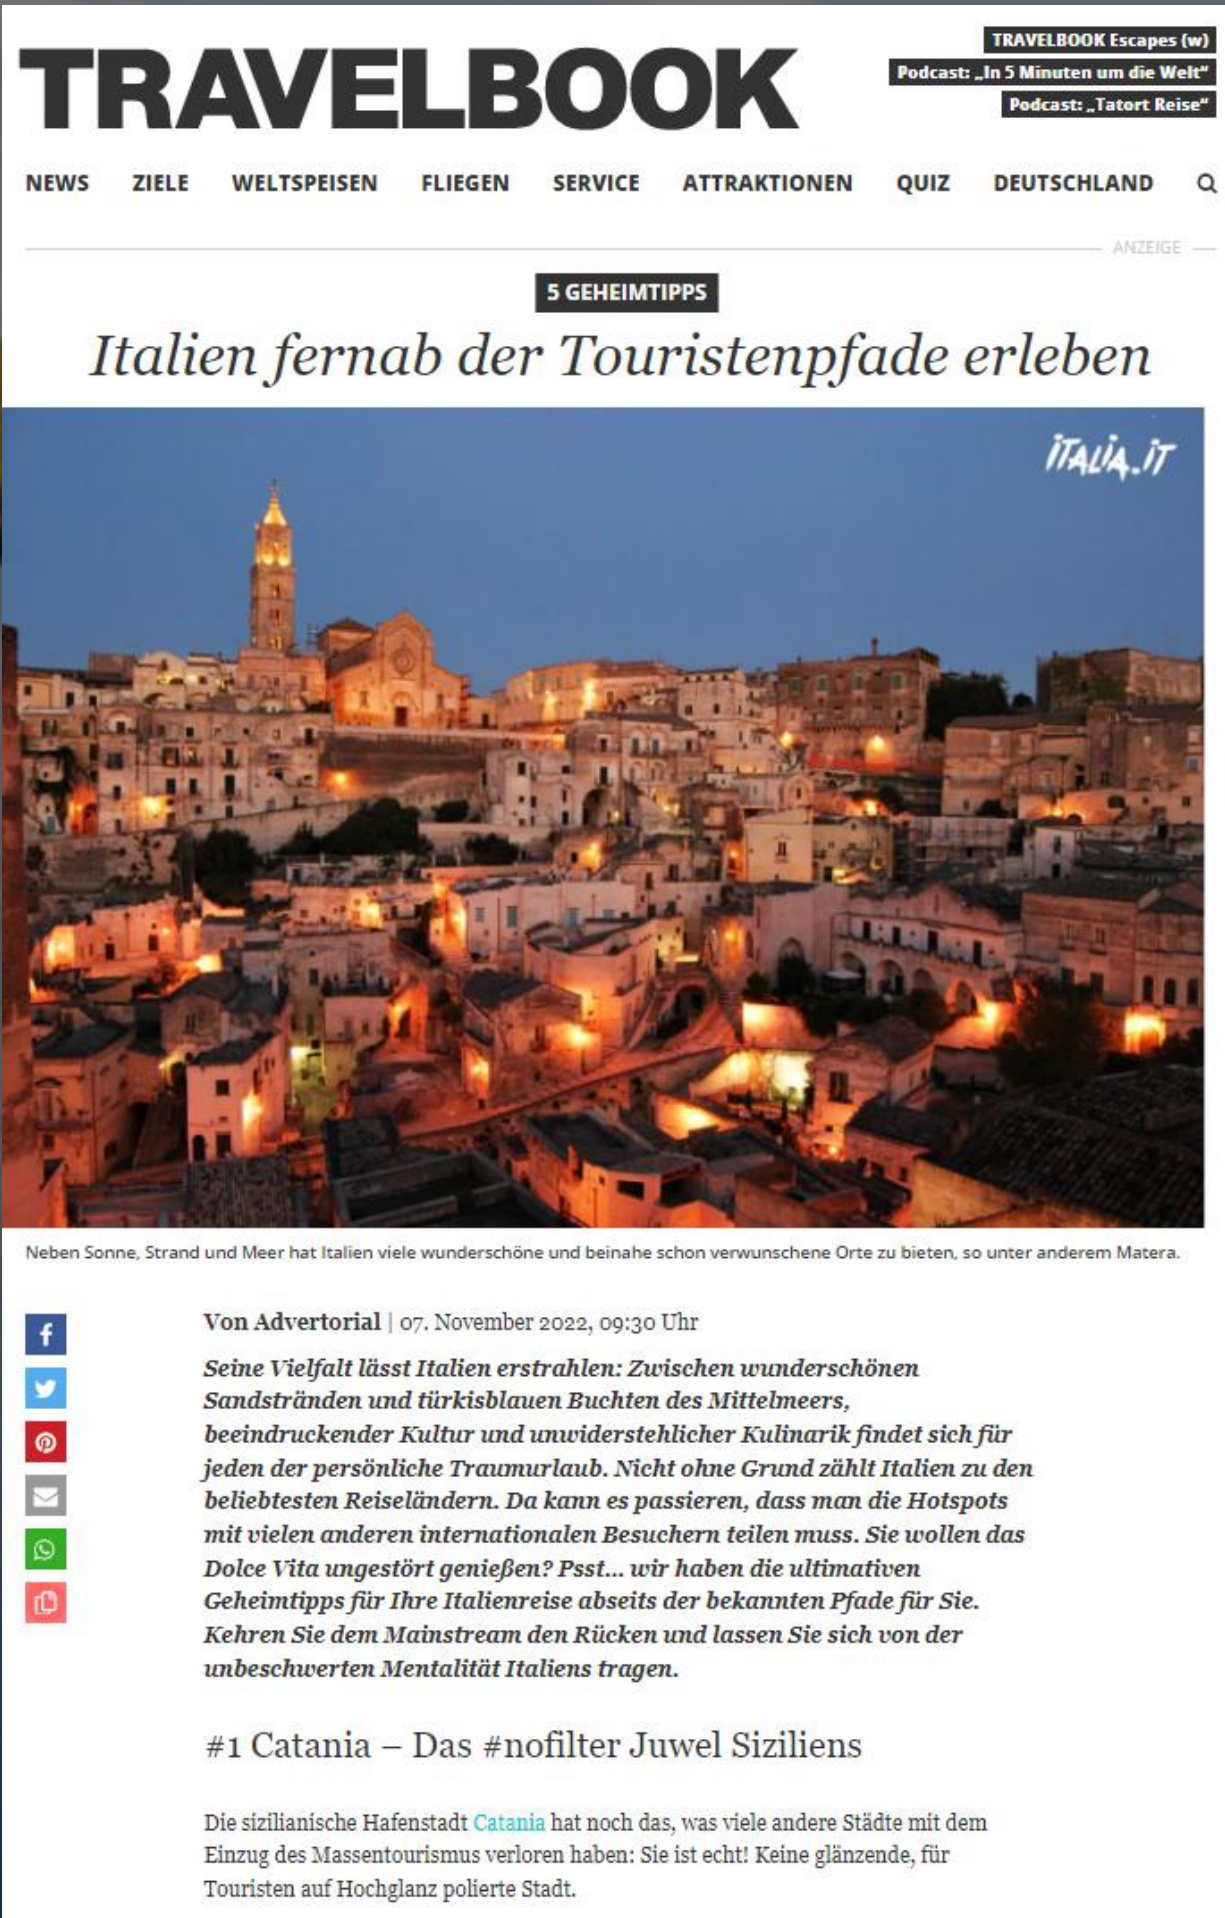 TRAVELBOOK
TRAVELBOOK Escapes (w)
Podcast: „In 5 Minuten um die Welt“
Podcast: „Tatort Reise“
NEWS ZIELE WELTSPEISEN FLIEGEN SERVICE ATTRAKTIONEN QUIZ DEUTSCHLAND
ANZEIGE
5 GEHEIMTIPPS
Italien fernab der Touristenpfade erleben
iTALiA.iT
Neben Sonne, Strand und Meer hat Italien viele wunderschöne und beinahe schon verwunschene Orte zu bieten, so unter anderem Matera.
Von Advertorial | 07. November 2022, 09:30 Uhr
Seine Vielfalt lässt Italien erstrahlen: Zwischen wunderschönen
Sandstränden und türkisblauen Buchten des Mittelmeers,
beeindruckender Kultur und unwiderstehlicher Kulinarik findet sich für
jeden der persönliche Traumurlaub. Nicht ohne Grund zählt Italien zu den
beliebtesten Reiseländern. Da kann es passieren, dass man die Hotspots
mit vielen anderen internationalen Besuchern teilen muss. Sie wollen das
Dolce Vita ungestört genießen? Psst... wir haben die ultimativen
Geheimtipps für Ihre Italienreise abseits der bekannten Pfade für Sie.
Kehren Sie dem Mainstream den Rücken und lassen Sie sich von der
unbeschwerten Mentalität Italiens tragen.
#1 Catania – Das #nofilter Juwel Siziliens
Die sizilianische Hafenstadt Catania hat noch das, was viele andere Städte mit dem
Einzug des Massentourismus verloren haben: Sie ist echt! Keine glänzende, für
Touristen auf Hochglanz polierte Stadt.